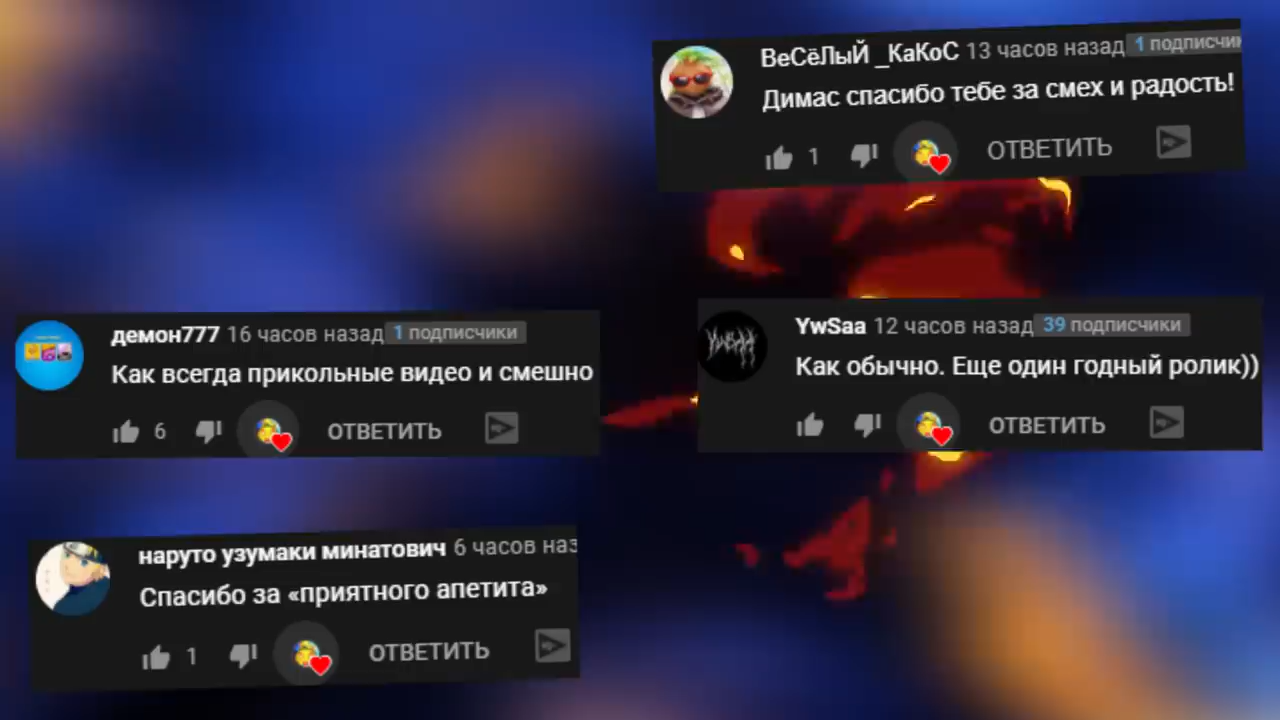 ВеСёЛыЙ _КаКоС 13 часов назад 1 подписчик
Димас спасибо тебе за смех и радость!
1 ОТВЕТИТЬ
демон777 16 часов назад 1 подписчики
Как всегда прикольные видео и смешно
6 ОТВЕТИТЬ
YwSaa 12 часов назад 39 подписчики
Как обычно. Еще один годный ролик))
ОТВЕТИТЬ
наруто узумаки минатович 6 часов наз
Спасибо за «приятного апетита»
1 ОТВЕТИТЬ